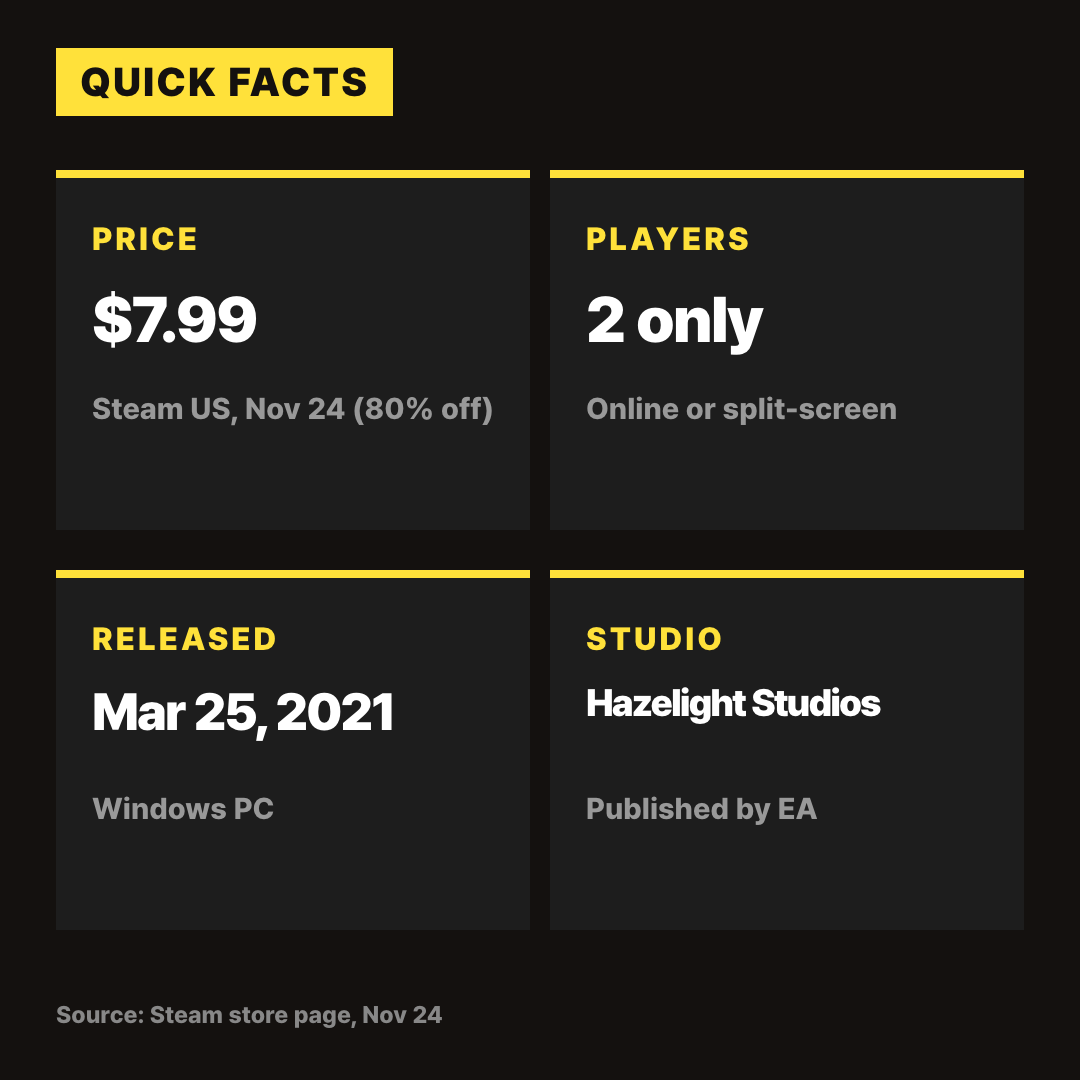 QUICK FACTS
PRICE
$7.99
Steam US, Nov 24 (80% off)
PLAYERS
2 only
Online or split-screen
RELEASED
Mar 25, 2021
Windows PC
STUDIO
Hazelight Studios
Published by EA
Source: Steam store page, Nov 24